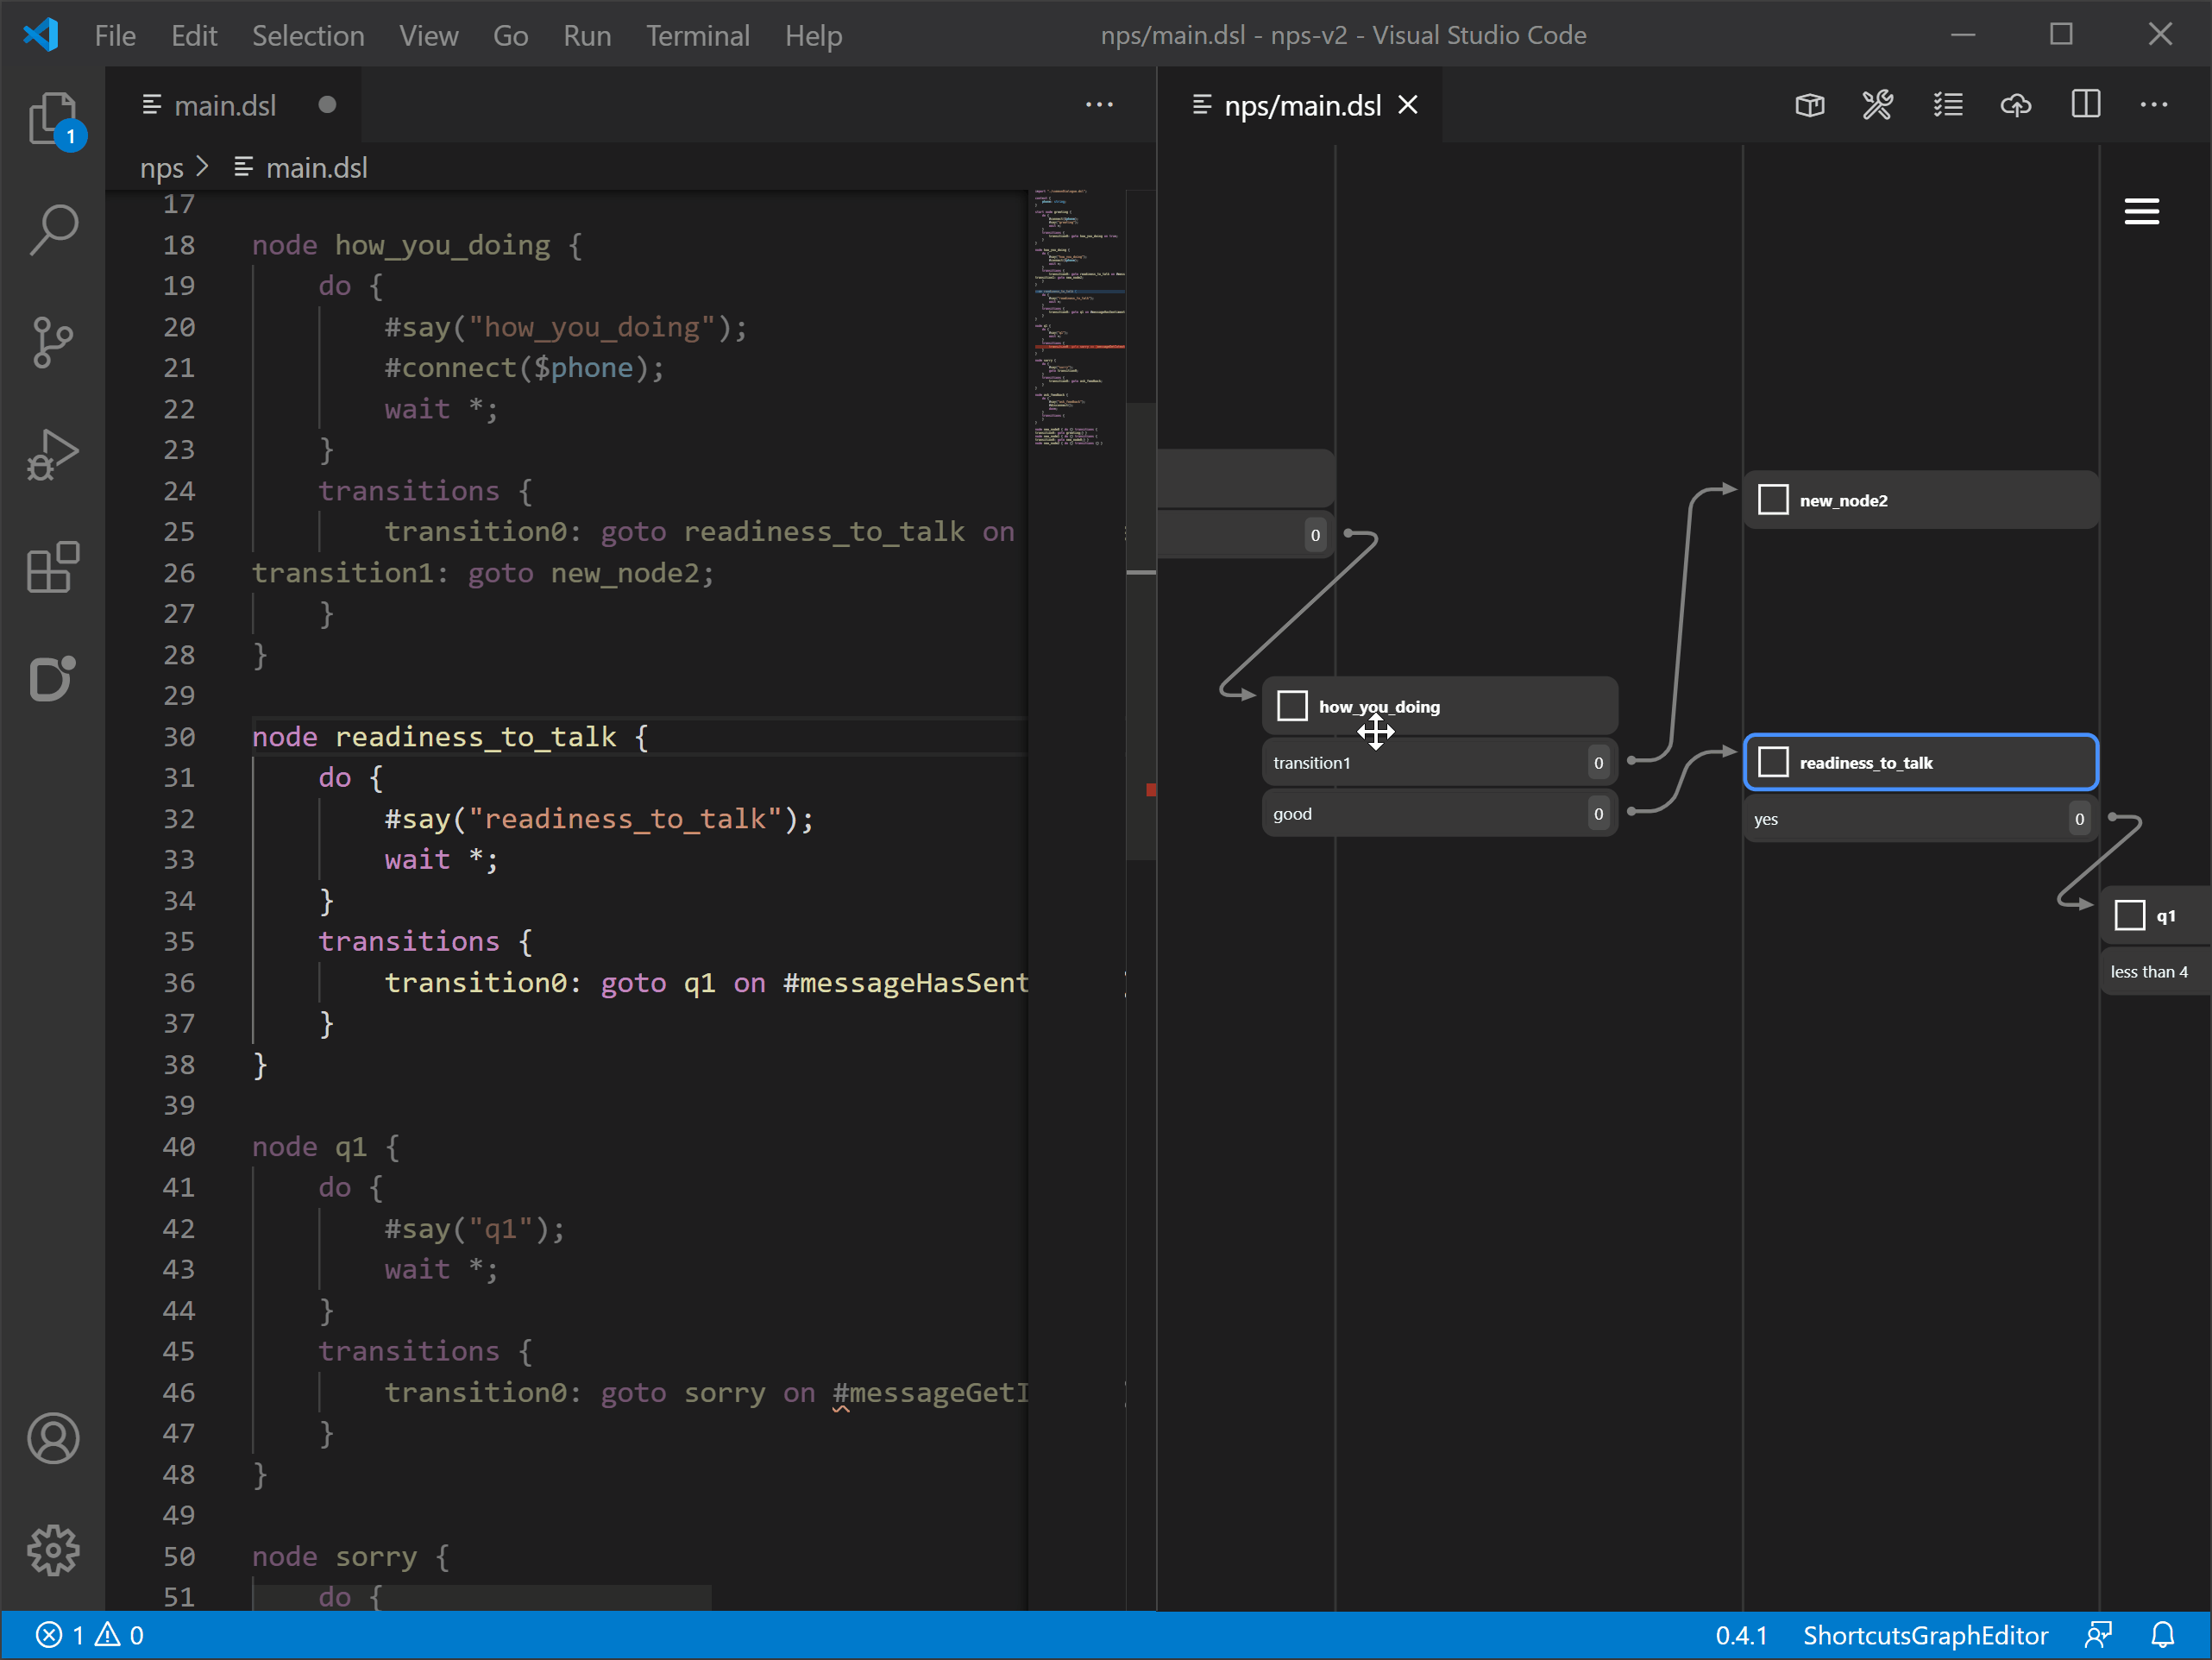 File Edit Selection View Go Run Terminal Help
nps/main.dsl - nps-v2 - Visual Studio Code
1
main.dsl
nps > main.dsl
17
18 node how_you_doing {
19 do {
20 #say("how_you_doing");
21 #connect($phone);
22 wait *;
23 }
24 transitions {
25 transition0: goto readiness_to_talk on
26 transition1: goto new_node2;
27 }
28 }
29
30 node readiness_to_talk {
31 do {
32 #say("readiness_to_talk");
33 wait *;
34 }
35 transitions {
36 transition0: goto q1 on #messageHasSent
37 }
38 }
39
40 node q1 {
41 do {
42 #say("q1");
43 wait *;
44 }
45 transitions {
46 transition0: goto sorry on #messageGetI
47 }
48 }
49
50 node sorry {
51 do {
nps/main.dsl
0
how_you_doing
transition1 0
good 0
new_node2
readiness_to_talk
yes 0
q1
less than 4
1 0
0.4.1 ShortcutsGraphEditor